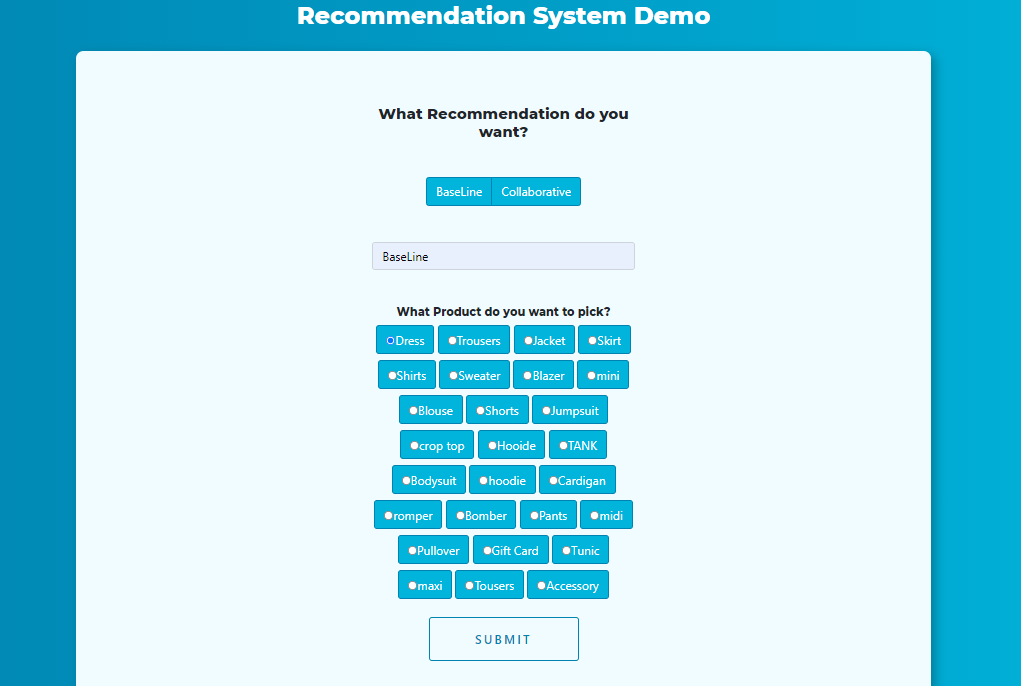 Recommendation System Demo
What Recommendation do you
want?
BaseLine Collaborative
BaseLine
What Product do you want to pick?
Dress Trousers Jacket Skirt
Shirts Sweater Blazer mini
Blouse Shorts Jumpsuit
crop top Hooide TANK
Bodysuit hoodie Cardigan
romper Bomber Pants midi
Pullover Gift Card Tunic
maxi Tousers Accessory
SUBMIT